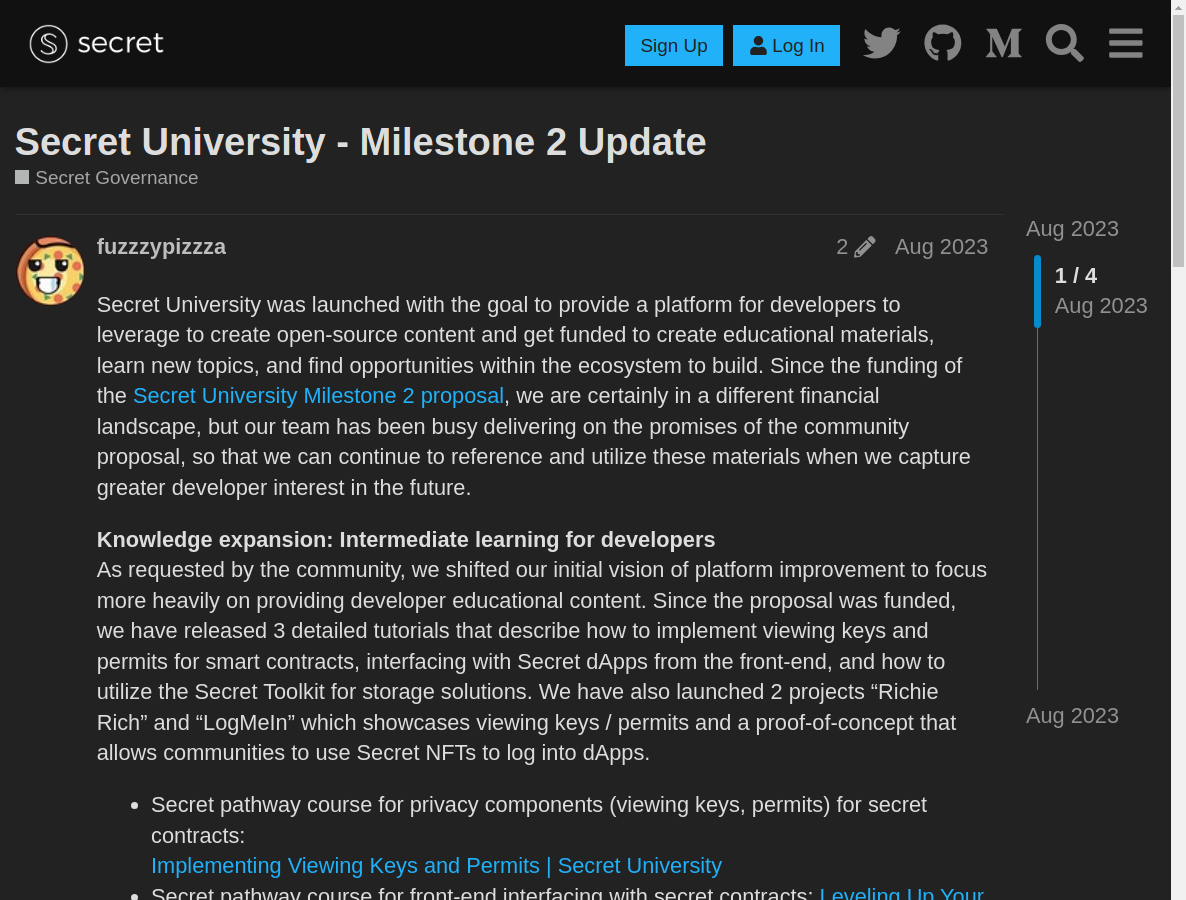 secret
Sign Up
Log In
Secret University - Milestone 2 Update
Secret Governance
fuzzzypizzza
2
Aug 2023
Aug 2023
1 / 4
Aug 2023
Secret University was launched with the goal to provide a platform for developers to
leverage to create open-source content and get funded to create educational materials,
learn new topics, and find opportunities within the ecosystem to build. Since the funding of
the Secret University Milestone 2 proposal, we are certainly in a different financial
landscape, but our team has been busy delivering on the promises of the community
proposal, so that we can continue to reference and utilize these materials when we capture
greater developer interest in the future.
Knowledge expansion: Intermediate learning for developers
As requested by the community, we shifted our initial vision of platform improvement to focus
more heavily on providing developer educational content. Since the proposal was funded,
we have released 3 detailed tutorials that describe how to implement viewing keys and
permits for smart contracts, interfacing with Secret dApps from the front-end, and how to
utilize the Secret Toolkit for storage solutions. We have also launched 2 projects “Richie
Rich” and “LogMeIn” which showcases viewing keys / permits and a proof-of-concept that
allows communities to use Secret NFTs to log into dApps.
Aug 2023
Secret pathway course for privacy components (viewing keys, permits) for secret
contracts:
Implementing Viewing Keys and Permits | Secret University
Secret pathway course for front-end interfacing with secret contracts: Leveling Up Your